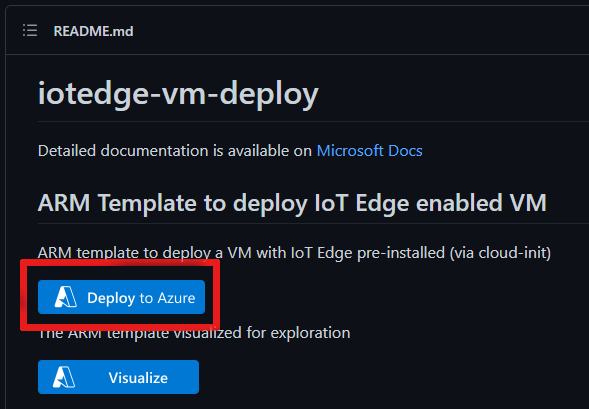 README.md
iotedge-vm-deploy
Detailed documentation is available on Microsoft Docs
ARM Template to deploy IoT Edge enabled VM
ARM template to deploy a VM with IoT Edge pre-installed (via cloud-init)
Deploy to Azure
The ARM template visualized for exploration
Visualize